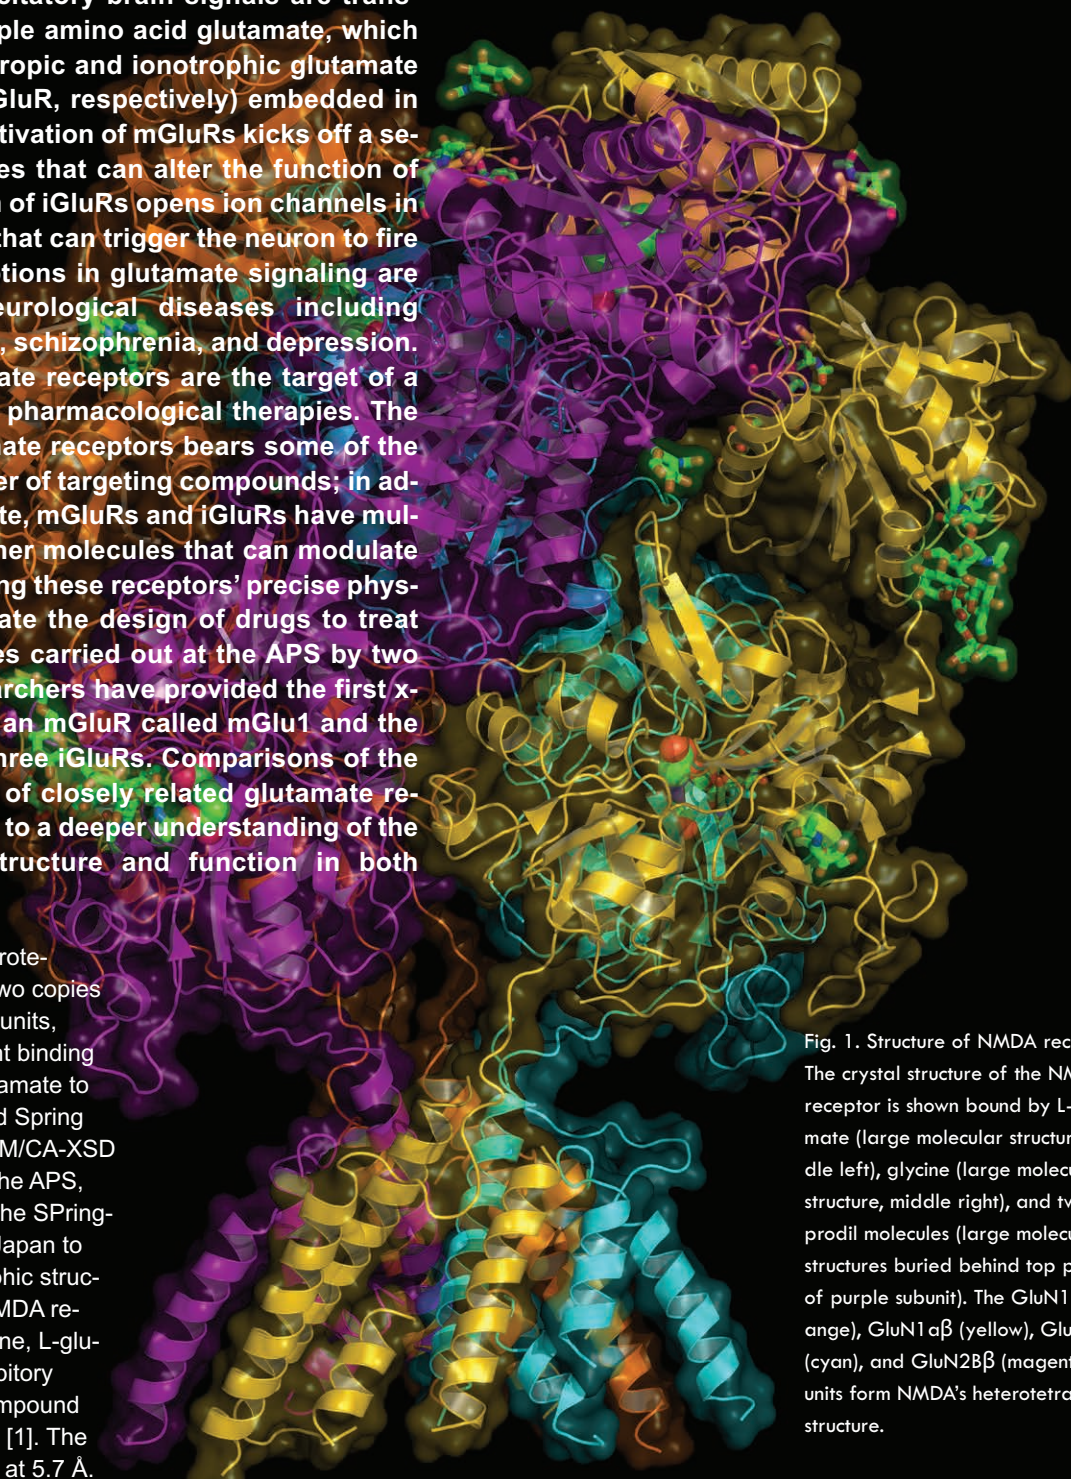 citatory brain signals are trans-
ple amino acid glutamate, which
ropic and ionotrophic glutamate
GluR, respectively) embedded in
tivation of mGluRs kicks off a se-
es that can alter the function of
of iGluRs opens ion channels in
that can trigger the neuron to fire
tions in glutamate signaling are
eurological diseases including
, schizophrenia, and depression.
ate receptors are the target of a
pharmacological therapies. The
ate receptors bears some of the
er of targeting compounds; in ad-
te, mGluRs and iGluRs have mul-
her molecules that can modulate
ng these receptors' precise phys-
ate the design of drugs to treat
es carried out at the APS by two
archers have provided the first x-
an mGluR called mGlu1 and the
hree iGluRs. Comparisons of the
of closely related glutamate re-
to a deeper understanding of the
tructure and function in both
rote-
wo copies
units,
nt binding
tamate to
d Spring
M/CA-XSD
he APS,
he SPring-
Japan to
phic struc-
MDA re-
ine, L-glu-
bitory
mpound
[1]. The
at 5.7 Å.
Fig. 1. Structure of NMDA rec
The crystal structure of the NM
receptor is shown bound by L-
mate (large molecular structur
dle left), glycine (large molecu
structure, middle right), and tw
prodil molecules (large molecu
structures buried behind top p
of purple subunit). The GluN1
ange), GluN1aβ (yellow), Glu
(cyan), and GluN2Bβ (magent
units form NMDA's heterotetra
structure.